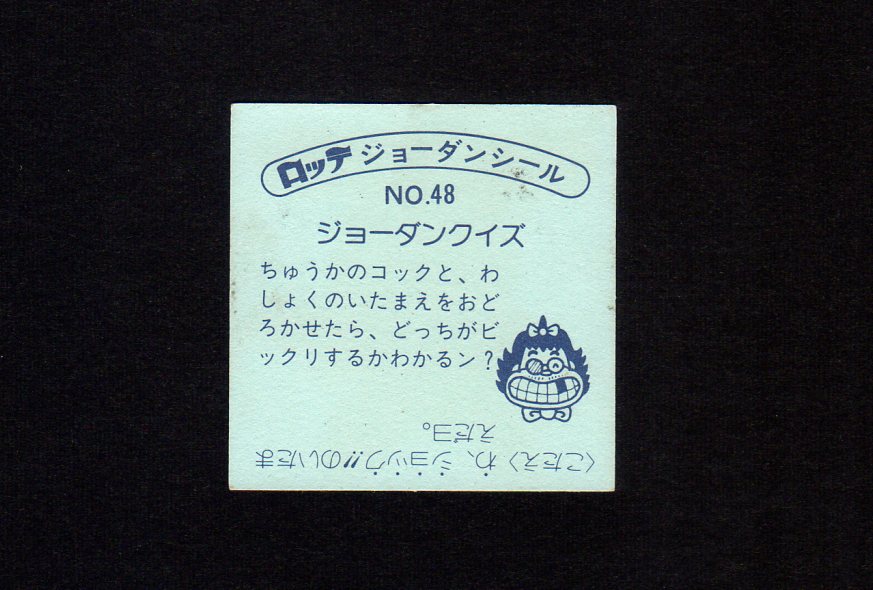 ロッテ ジョーダンシール
NO.48
ジョーダンクイズ
ちゅうかのコックと、わ
しょくのいたまえをおど
ろかせたら、どっちがビ
ックリするかわかるン?
〈こたえ〉わ、ショック!!のいたま
えだヨ。